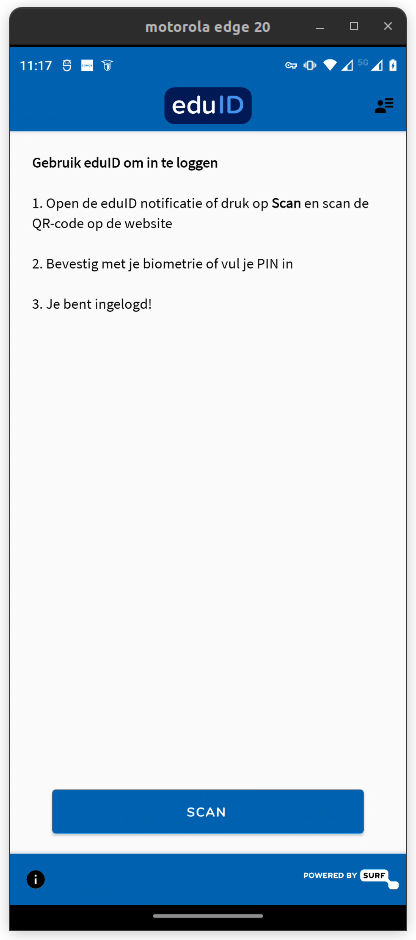 motorola edge 20
11:17
5G
eduID
Gebruik eduID om in te loggen
1. Open de eduID notificatie of druk op Scan en scan de
QR-code op de website
2. Bevestig met je biometrie of vul je PIN in
3. Je bent ingelogd!
SCAN
POWERED BY SURF